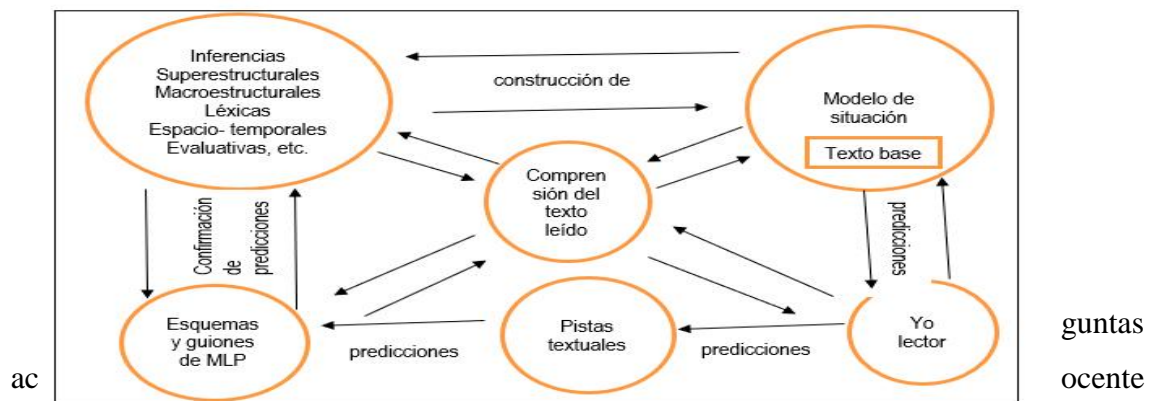 Inferencias
Superestructurales
Macroestructurales
Léxicas
Espacio- temporales
Evaluativas, etc.
construcción de
Modelo de
situación
Texto base
Compren
sión del
texto
leído
Confirmación
de
predicciones
predicciones
Esquemas
y guiones
de MLP
predicciones
Pistas
textuales
predicciones
Yo
lector
guntas
ac
ocente